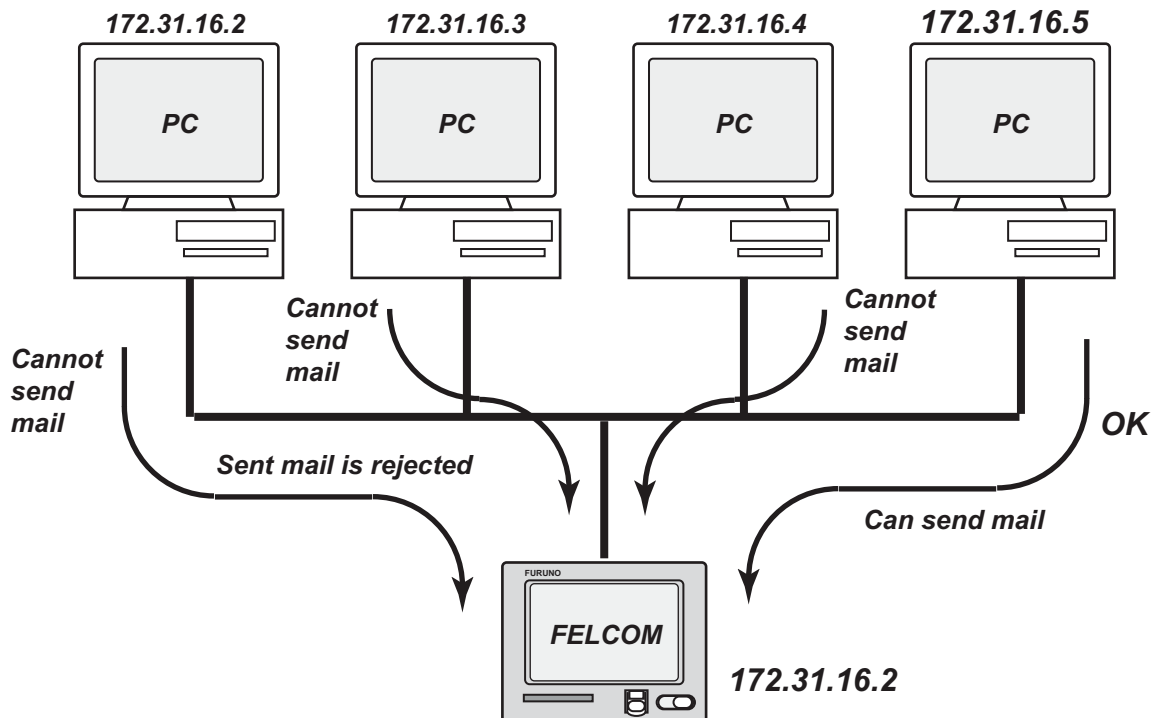 172.31.16.2
172.31.16.3
172.31.16.4
172.31.16.5
PC
PC
PC
PC
Cannot
send
mail
Cannot
send
mail
Cannot
send
mail
OK
Sent mail is rejected
Can send mail
FURUNO
FELCOM
172.31.16.2